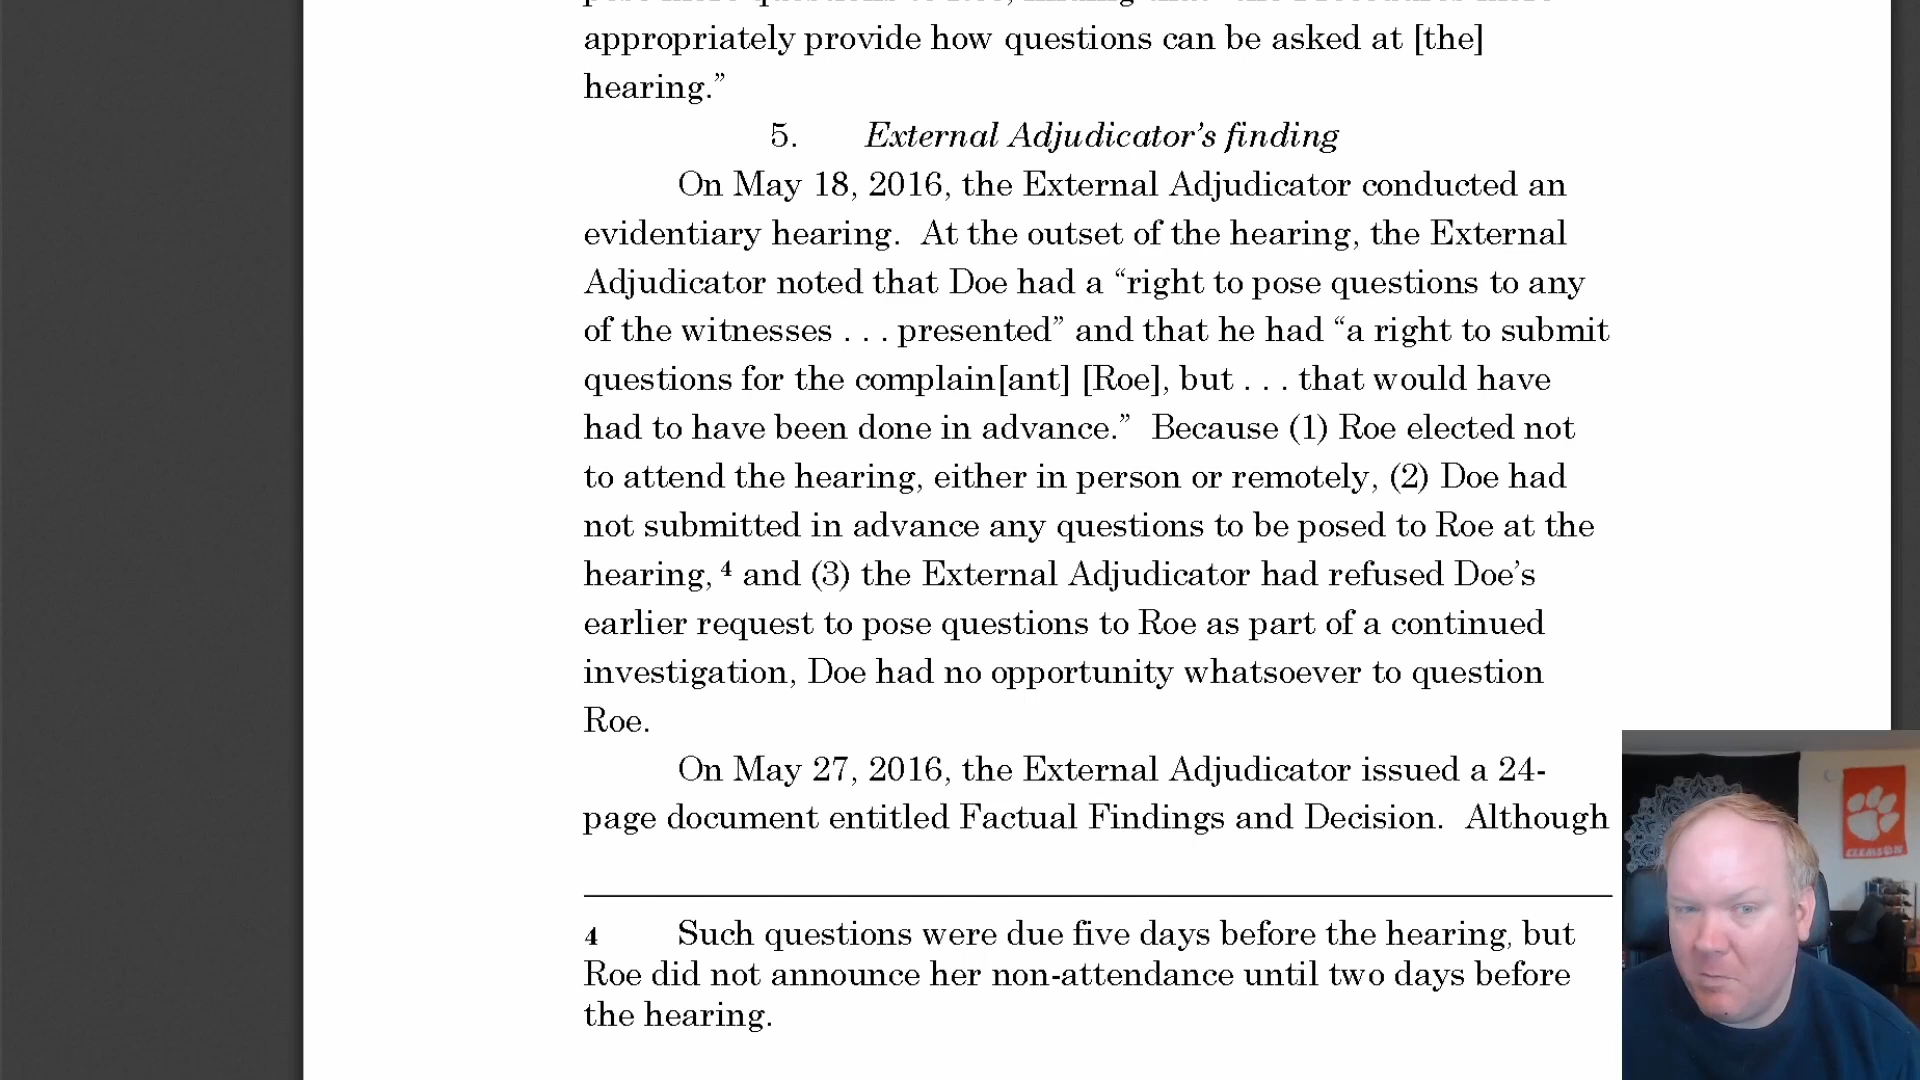 appropriately provide how questions can be asked at [the]
hearing.”
5. External Adjudicator’s finding
On May 18, 2016, the External Adjudicator conducted an
evidentiary hearing. At the outset of the hearing, the External
Adjudicator noted that Doe had a “right to pose questions to any
of the witnesses . . . presented” and that he had “a right to submit
questions for the complain[ant] [Roe], but . . . that would have
had to have been done in advance.” Because (1) Roe elected not
to attend the hearing, either in person or remotely, (2) Doe had
not submitted in advance any questions to be posed to Roe at the
hearing, 4 and (3) the External Adjudicator had refused Doe’s
earlier request to pose questions to Roe as part of a continued
investigation, Doe had no opportunity whatsoever to question
Roe.
On May 27, 2016, the External Adjudicator issued a 24-
page document entitled Factual Findings and Decision. Although
4 Such questions were due five days before the hearing, but
Roe did not announce her non-attendance until two days before
the hearing.
CLEMSON